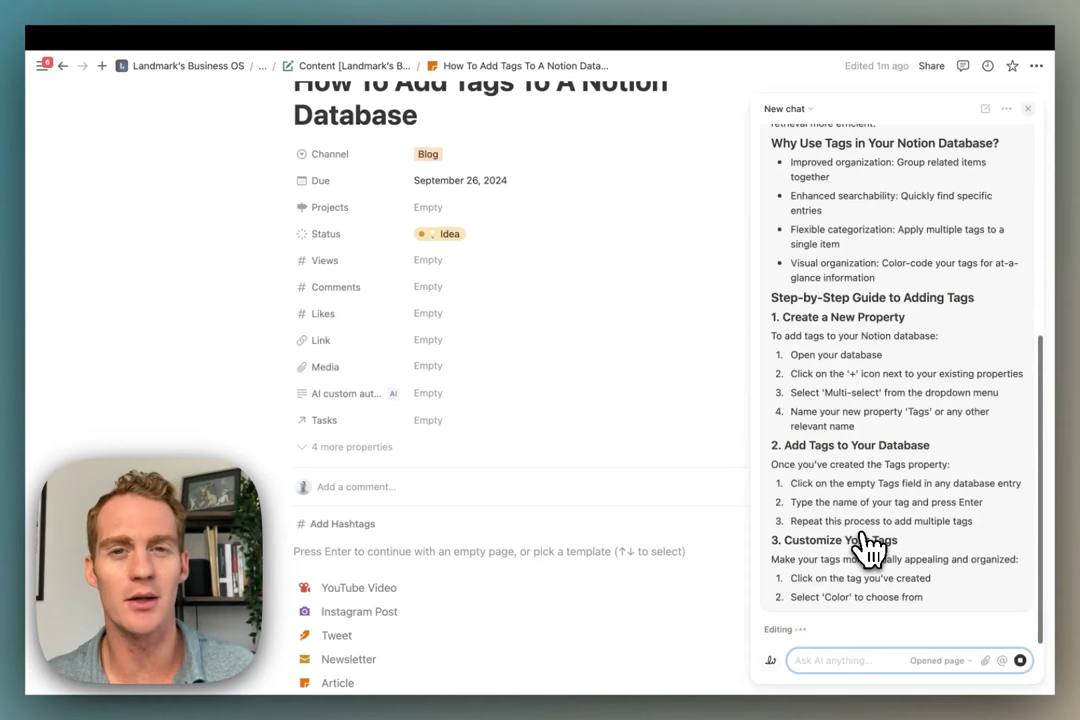 6
Landmark's Business OS / ... / Content [Landmark's B... / How To Add Tags To A Notion Data...
Edited 1m ago Share
How To Add Tags To A Notion
Database
Channel Blog
Due September 26, 2024
Projects Empty
Status Idea
Views Empty
Comments Empty
Likes Empty
Link Empty
Media Empty
AI custom aut... AI Empty
Tasks Empty
4 more properties
Add a comment...
# Add Hashtags
Press Enter to continue with an empty page, or pick a template (↑↓ to select)
YouTube Video
Instagram Post
Tweet
Newsletter
Article
New chat
retrieval more efficient.
Why Use Tags in Your Notion Database?
• Improved organization: Group related items
together
• Enhanced searchability: Quickly find specific
entries
• Flexible categorization: Apply multiple tags to a
single item
• Visual organization: Color-code your tags for at-a-
glance information
Step-by-Step Guide to Adding Tags
1. Create a New Property
To add tags to your Notion database:
1. Open your database
2. Click on the '+' icon next to your existing properties
3. Select 'Multi-select' from the dropdown menu
4. Name your new property 'Tags' or any other
relevant name
2. Add Tags to Your Database
Once you've created the Tags property:
1. Click on the empty Tags field in any database entry
2. Type the name of your tag and press Enter
3. Repeat this process to add multiple tags
3. Customize Your Tags
Make your tags appealing and organized:
1. Click on the tag you've created
2. Select 'Color' to choose from
Editing
Ask AI anything... Opened page